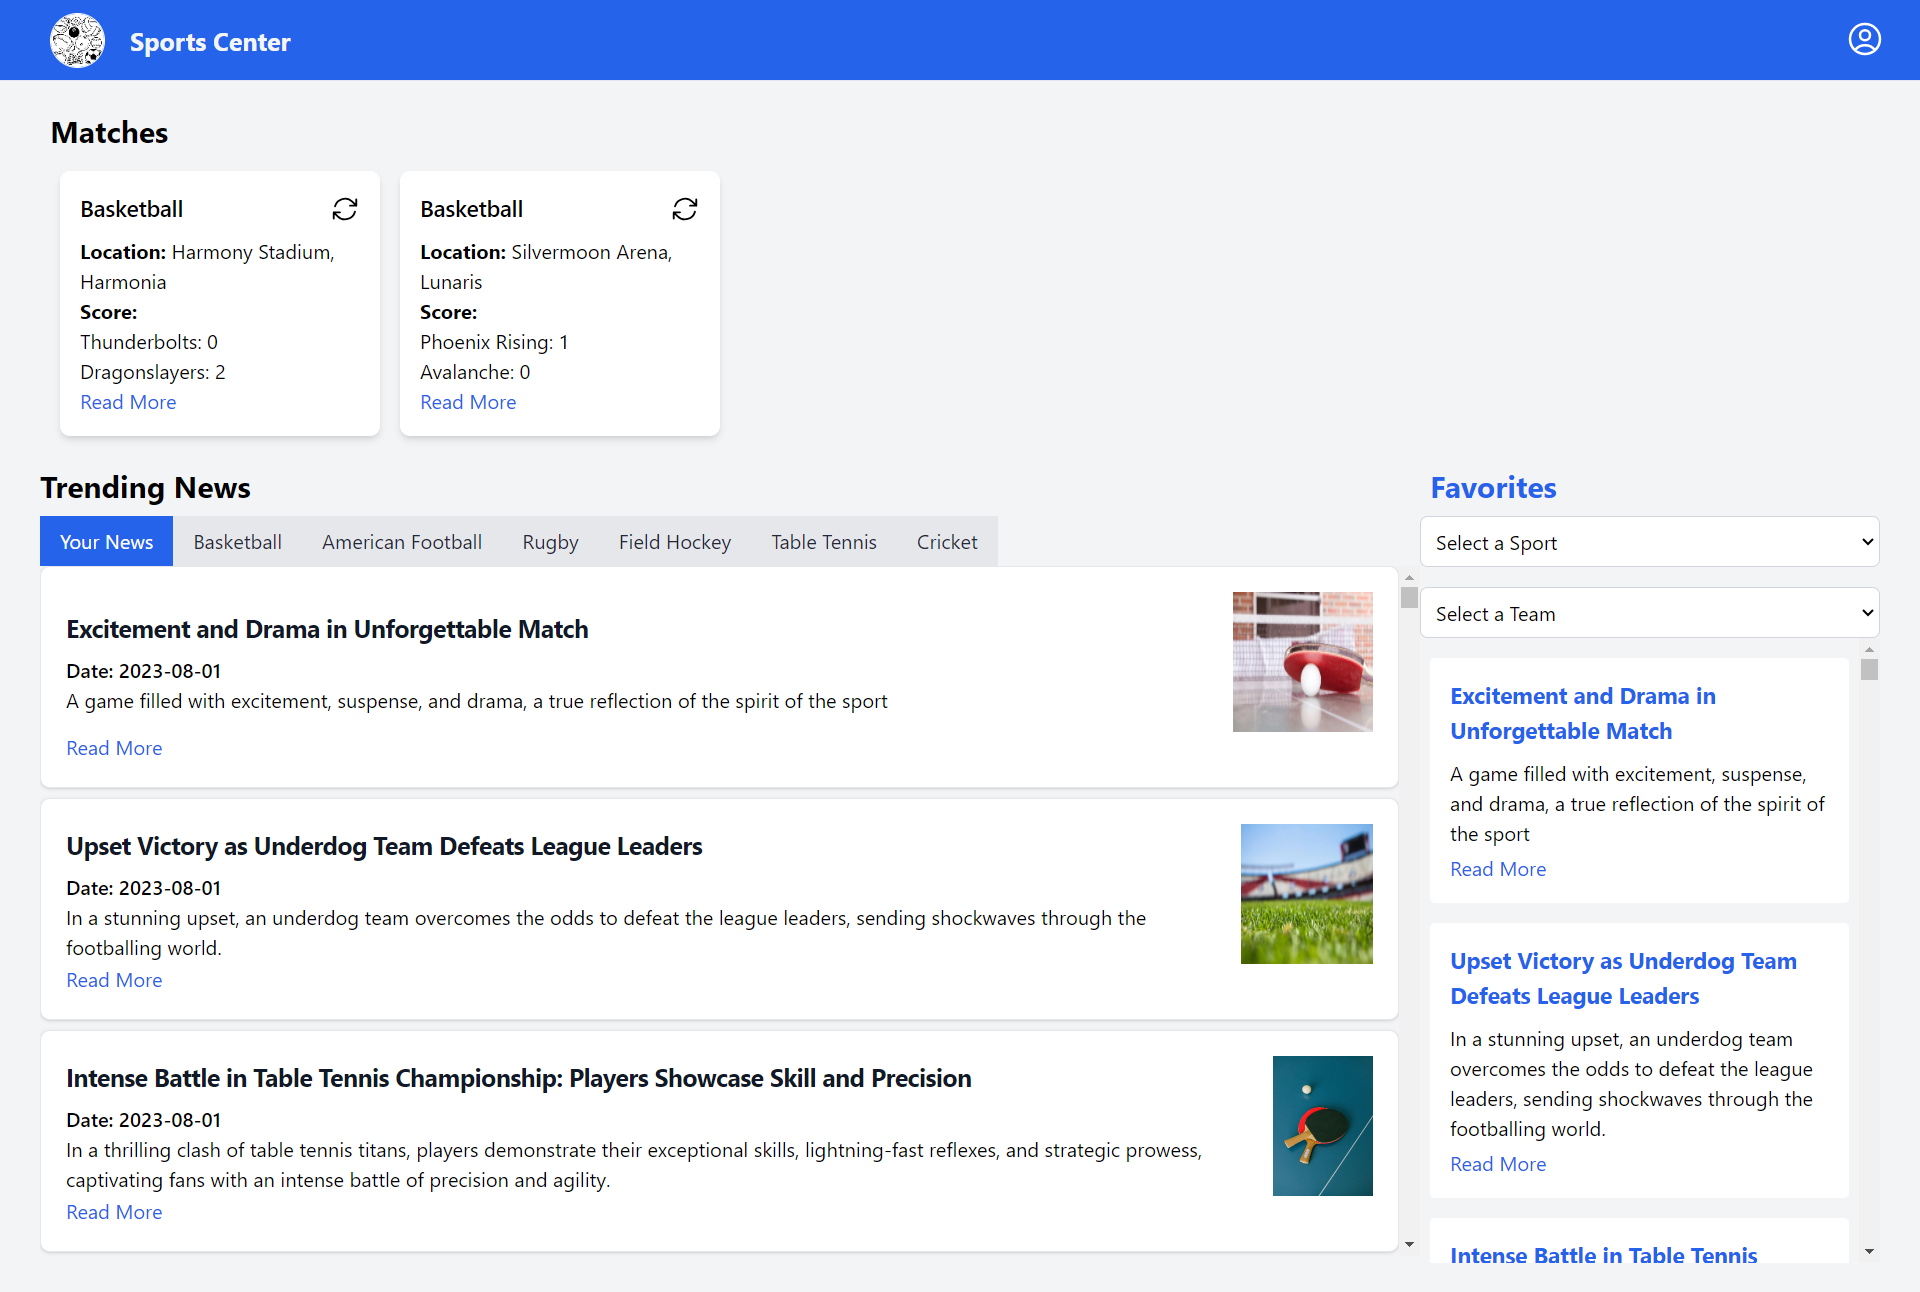 Sports Center
Matches
Basketball
Location: Harmony Stadium,
Harmonia
Score:
Thunderbolts: 0
Dragonslayers: 2
Read More
Basketball
Location: Silvermoon Arena,
Lunaris
Score:
Phoenix Rising: 1
Avalanche: 0
Read More
Trending News
Your News
Basketball
American Football
Rugby
Field Hockey
Table Tennis
Cricket
Excitement and Drama in Unforgettable Match
Date: 2023-08-01
A game filled with excitement, suspense, and drama, a true reflection of the spirit of the sport
Read More
Upset Victory as Underdog Team Defeats League Leaders
Date: 2023-08-01
In a stunning upset, an underdog team overcomes the odds to defeat the league leaders, sending shockwaves through the
footballing world.
Read More
Intense Battle in Table Tennis Championship: Players Showcase Skill and Precision
Date: 2023-08-01
In a thrilling clash of table tennis titans, players demonstrate their exceptional skills, lightning-fast reflexes, and strategic prowess,
captivating fans with an intense battle of precision and agility.
Read More
Favorites
Select a Sport
Select a Team
Excitement and Drama in
Unforgettable Match
A game filled with excitement, suspense,
and drama, a true reflection of the spirit of
the sport
Read More
Upset Victory as Underdog Team
Defeats League Leaders
In a stunning upset, an underdog team
overcomes the odds to defeat the league
leaders, sending shockwaves through the
footballing world.
Read More
Intense Battle in Table Tennis